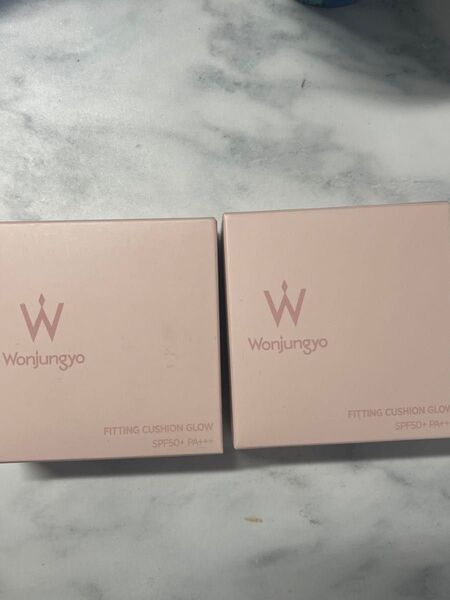 W
Wonjungyo
FITTING CUSHION GLOW
SPF50+ PA+++
W
Wonjungyo
FITTING CUSHION GLOW
SPF50+ PA++